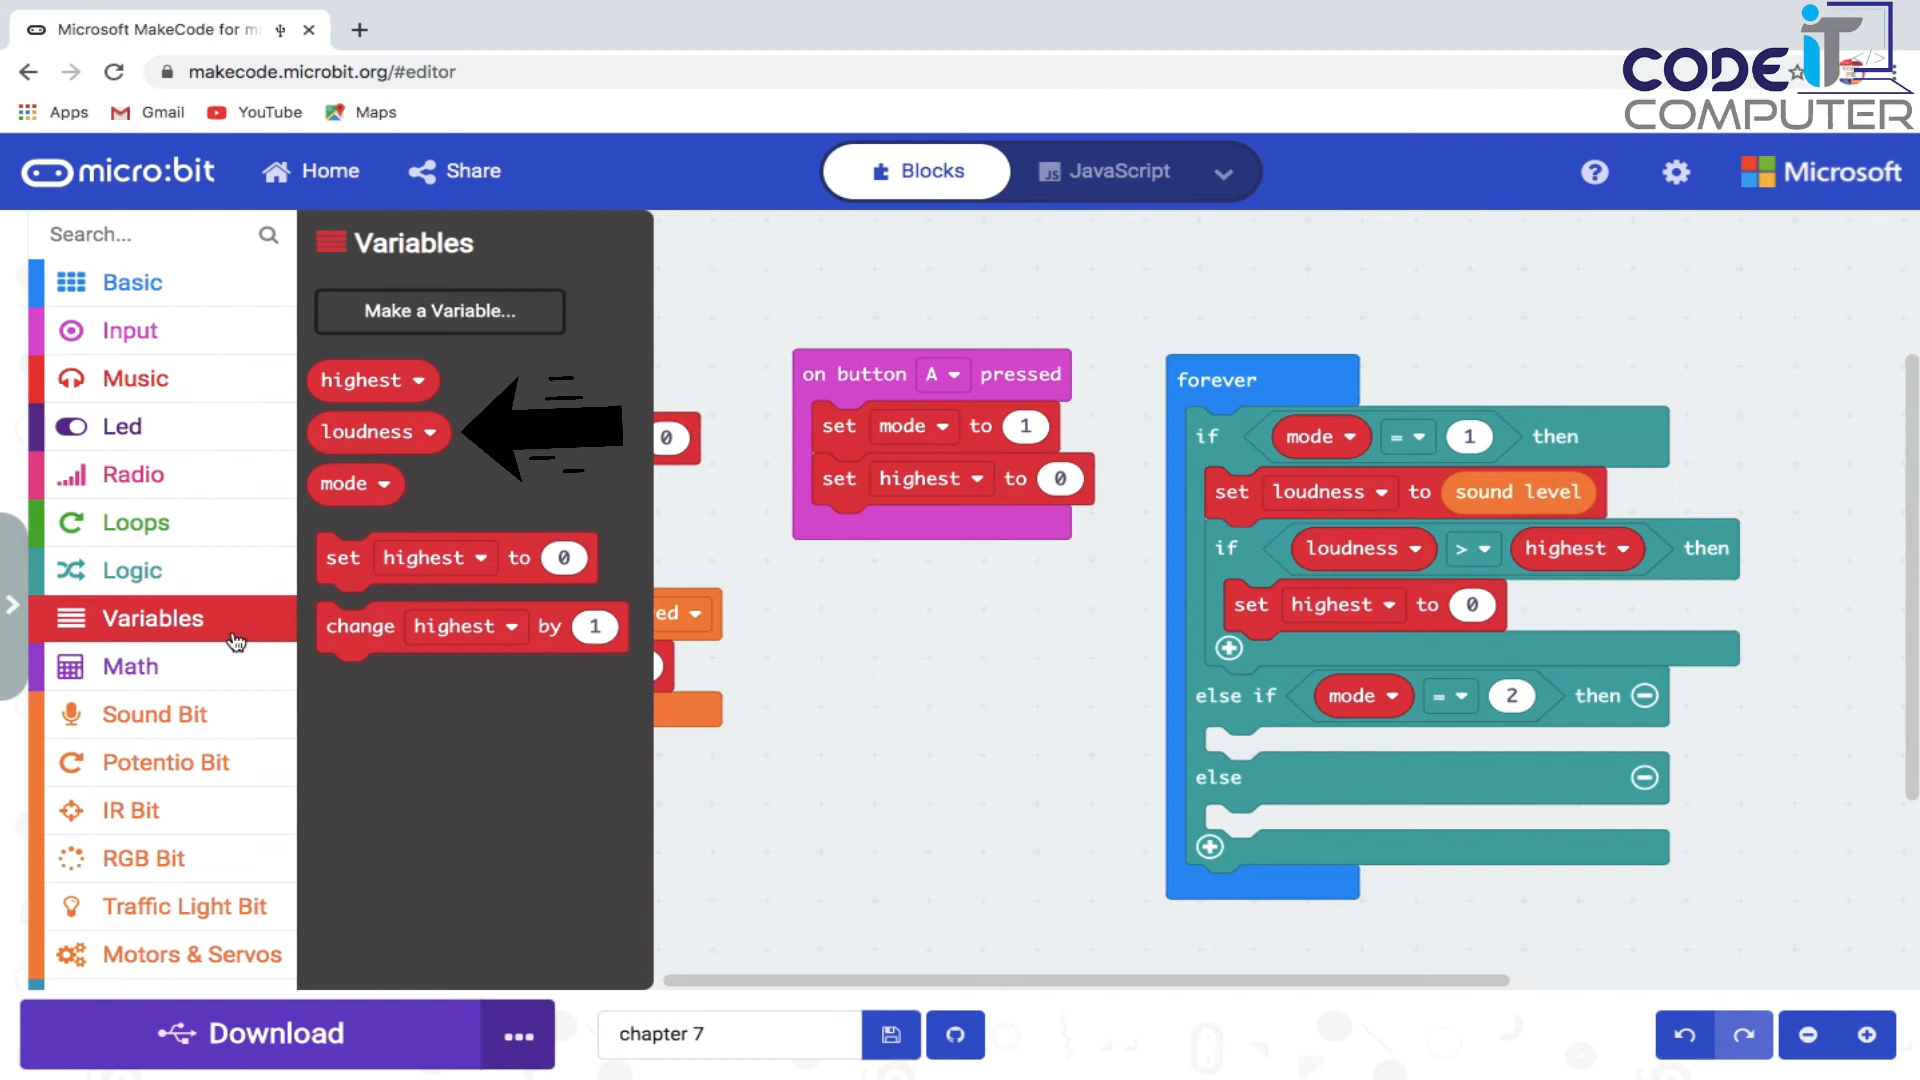 Microsoft MakeCode for mi
makecode.microbit.org/#editor
Apps
Gmail
YouTube
Maps
CODE iT
COMPUTER
micro:bit
Home
Share
Blocks
JavaScript
Microsoft
Search...
Basic
Input
Music
Led
Radio
Loops
Logic
Variables
Math
Sound Bit
Potentio Bit
IR Bit
RGB Bit
Traffic Light Bit
Motors & Servos
Variables
Make a Variable...
highest
loudness
mode
set highest to 0
change highest by 1
0
ed
on button A pressed
set mode to 1
set highest to 0
forever
if mode = 1 then
set loudness to sound level
if loudness > highest then
set highest to 0
else if mode = 2 then
else
Download
...
chapter 7